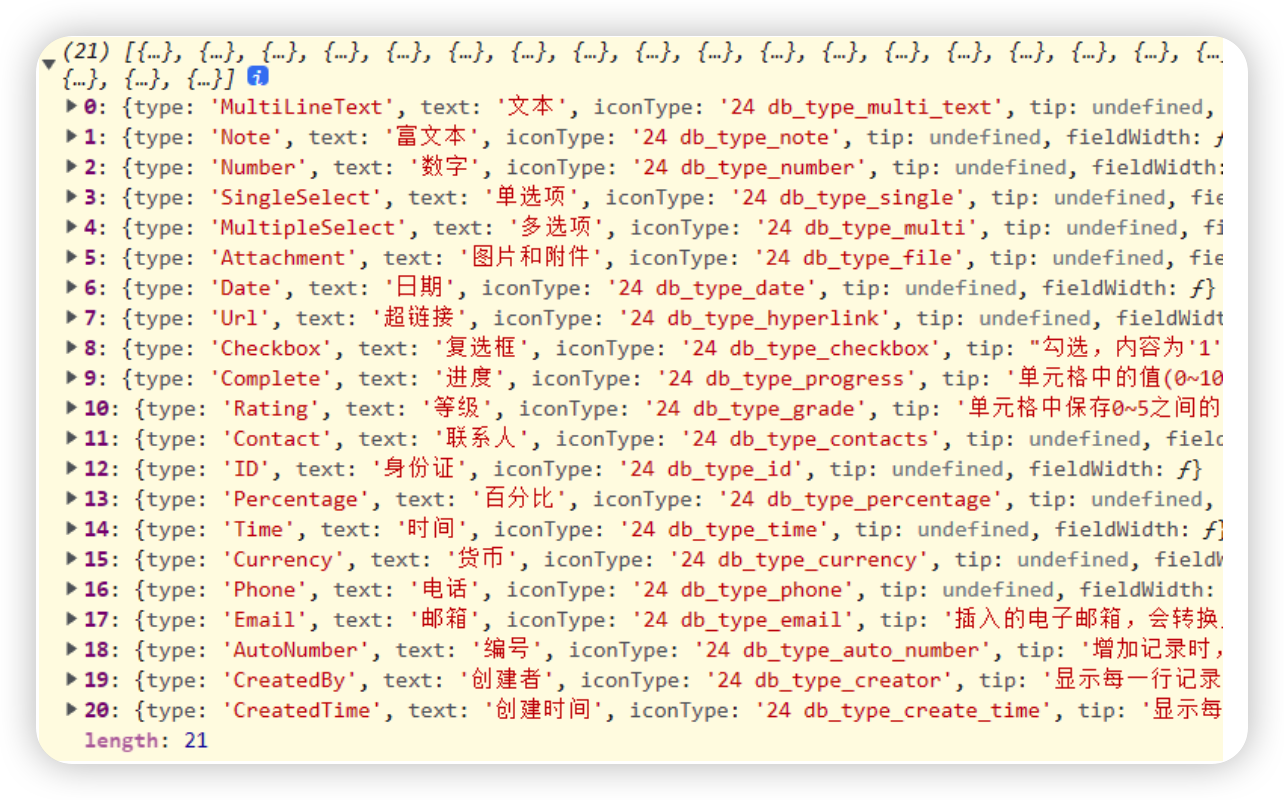 (21) [{…}, {…}, {…}, {…}, {…}, {…}, {…}, {…}, {…}, {…}, {…}, {…}, {…}, {…}, {…}, {…}, {…}, {…
{…}, {…}, {…}] i
0: {type: 'MultiLineText', text: '文本', iconType: '24 db_type_multi_text', tip: undefined,
1: {type: 'Note', text: '富文本', iconType: '24 db_type_note', tip: undefined, fieldWidth: ƒ
2: {type: 'Number', text: '数字', iconType: '24 db_type_number', tip: undefined, fieldWidth:
3: {type: 'SingleSelect', text: '单选项', iconType: '24 db_type_single', tip: undefined, fie
4: {type: 'MultipleSelect', text: '多选项', iconType: '24 db_type_multi', tip: undefined, fi
5: {type: 'Attachment', text: '图片和附件', iconType: '24 db_type_file', tip: undefined, fie
6: {type: 'Date', text: '日期', iconType: '24 db_type_date', tip: undefined, fieldWidth: ƒ}
7: {type: 'Url', text: '超链接', iconType: '24 db_type_hyperlink', tip: undefined, fieldWidt
8: {type: 'Checkbox', text: '复选框', iconType: '24 db_type_checkbox', tip: "勾选，内容为'1'
9: {type: 'Complete', text: '进度', iconType: '24 db_type_progress', tip: '单元格中的值(0~10
10: {type: 'Rating', text: '等级', iconType: '24 db_type_grade', tip: '单元格中保存0~5之间的
11: {type: 'Contact', text: '联系人', iconType: '24 db_type_contacts', tip: undefined, field
12: {type: 'ID', text: '身份证', iconType: '24 db_type_id', tip: undefined, fieldWidth: ƒ}
13: {type: 'Percentage', text: '百分比', iconType: '24 db_type_percentage', tip: undefined,
14: {type: 'Time', text: '时间', iconType: '24 db_type_time', tip: undefined, fieldWidth: ƒ}
15: {type: 'Currency', text: '货币', iconType: '24 db_type_currency', tip: undefined, fieldW
16: {type: 'Phone', text: '电话', iconType: '24 db_type_phone', tip: undefined, fieldWidth:
17: {type: 'Email', text: '邮箱', iconType: '24 db_type_email', tip: '插入的电子邮箱，会转换
18: {type: 'AutoNumber', text: '编号', iconType: '24 db_type_auto_number', tip: '增加记录时，
19: {type: 'CreatedBy', text: '创建者', iconType: '24 db_type_creator', tip: '显示每一行记录
20: {type: 'CreatedTime', text: '创建时间', iconType: '24 db_type_create_time', tip: '显示每
length: 21